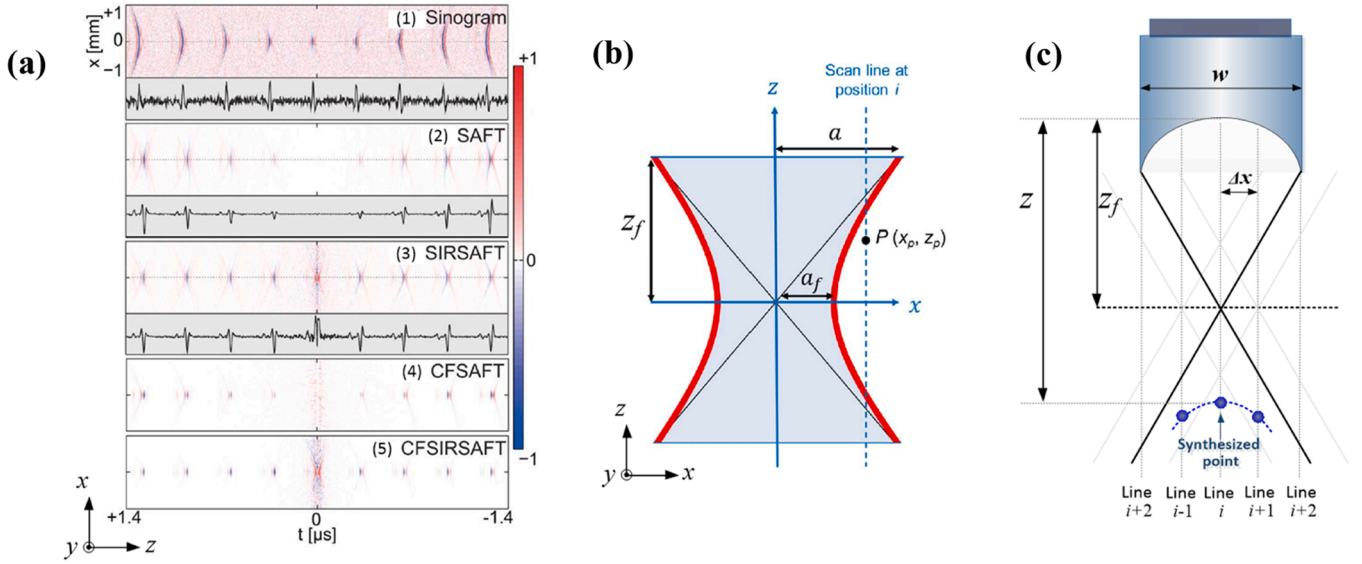 (a)
x [mm]
+1
0
−1
(1) Sinogram
(2) SAFT
(3) SIRSAFT
(4) CFSAFT
(5) CFSIRSAFT
+1
0
-1
x
y
z
+1.4
0
-1.4
t [µs]
(b)
Scan line at
position i
z
a
z_f
P (x_p, z_p)
a_f
x
z
y
x
(c)
w
Δx
z
z_f
Synthesized
point
Line
i+2
Line
i-1
Line
i
Line
i+1
Line
i+2